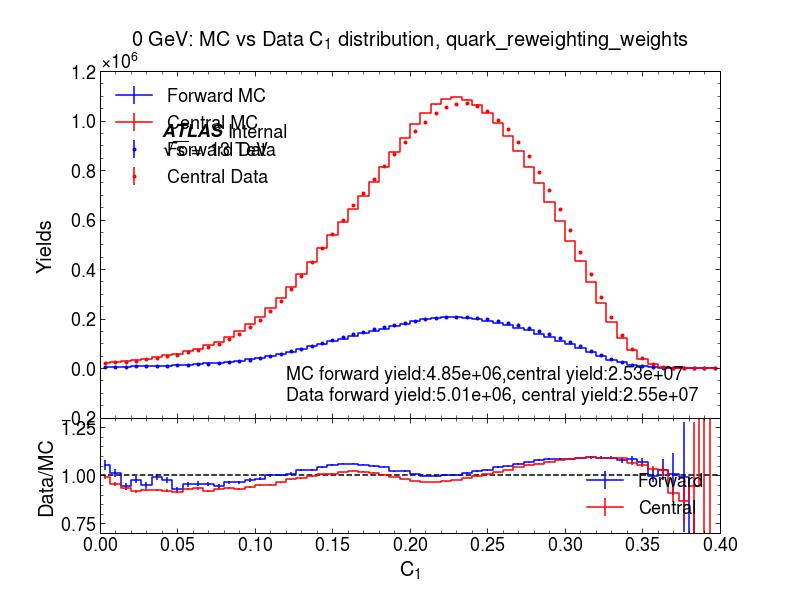 0 GeV: MC vs Data C₁ distribution, quark_reweighting_weights
×10⁶
1.2
1.0
0.8
0.6
0.4
0.2
0.0
0.2
Yields
Forward MC
Central MC
ATLAS Internal
√s = 13 TeV
Forward Data
Central Data
MC forward yield:4.85e+06,central yield:2.53e+07
Data forward yield:5.01e+06, central yield:2.55e+07
1.25
1.00
0.75
Data/MC
Forward
Central
0.00 0.05 0.10 0.15 0.20 0.25 0.30 0.35 0.40
C₁